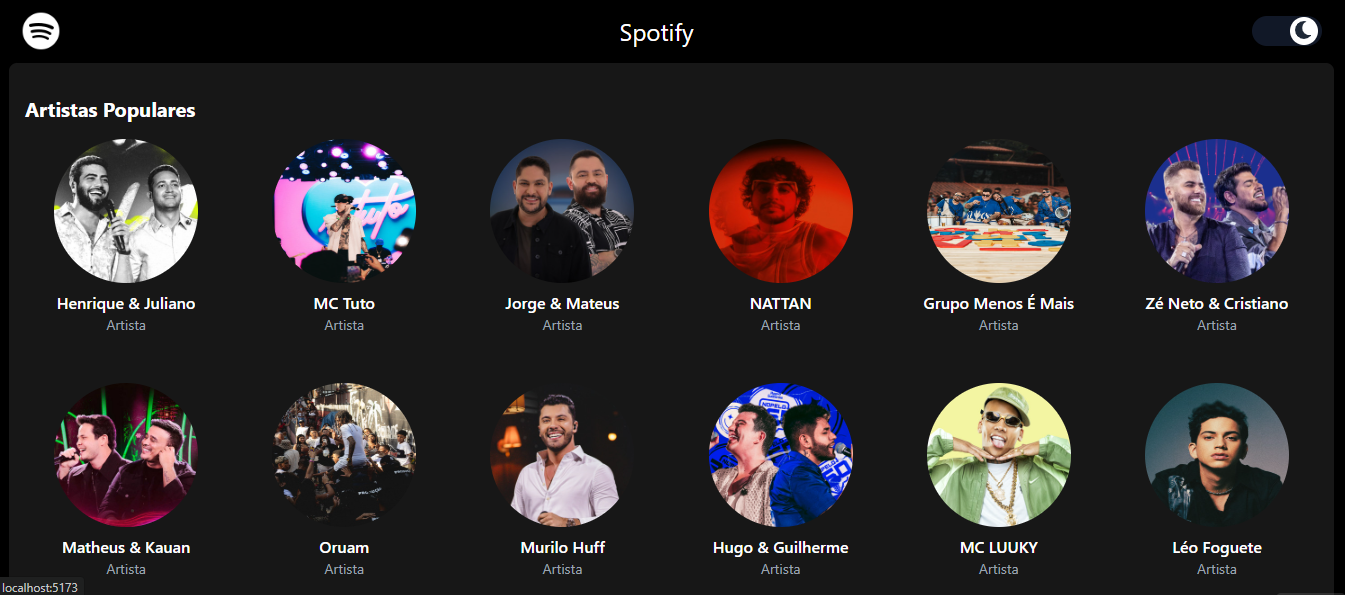 Spotify
Artistas Populares
Henrique & Juliano
Artista
MC Tuto
Artista
Jorge & Mateus
Artista
NATTAN
Artista
Grupo Menos É Mais
Artista
Zé Neto & Cristiano
Artista
tuto
Matheus & Kauan
Artista
Oruam
Artista
Murilo Huff
Artista
Hugo & Guilherme
Artista
MC LUUKY
Artista
Léo Foguete
Artista
localhost:5173